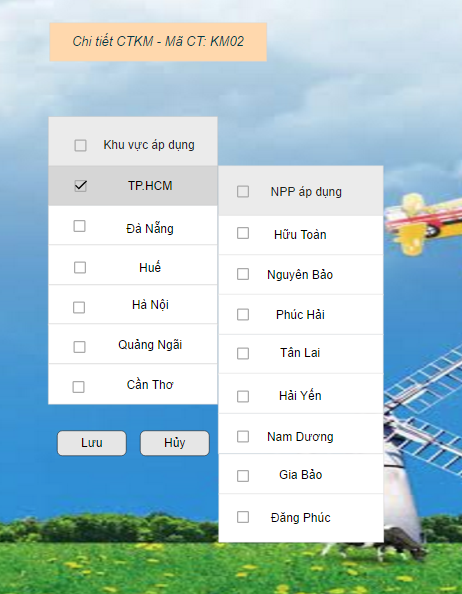 Chi tiết CTKM - Mã CT: KM02
Khu vực áp dụng
TP.HCM
Đà Nẵng
Huế
Hà Nội
Quảng Ngãi
Cần Thơ
Lưu
Hủy
NPP áp dụng
Hữu Toán
Nguyên Bảo
Phúc Hải
Tân Lai
Hải Yến
Nam Dương
Gia Bảo
Đăng Phúc